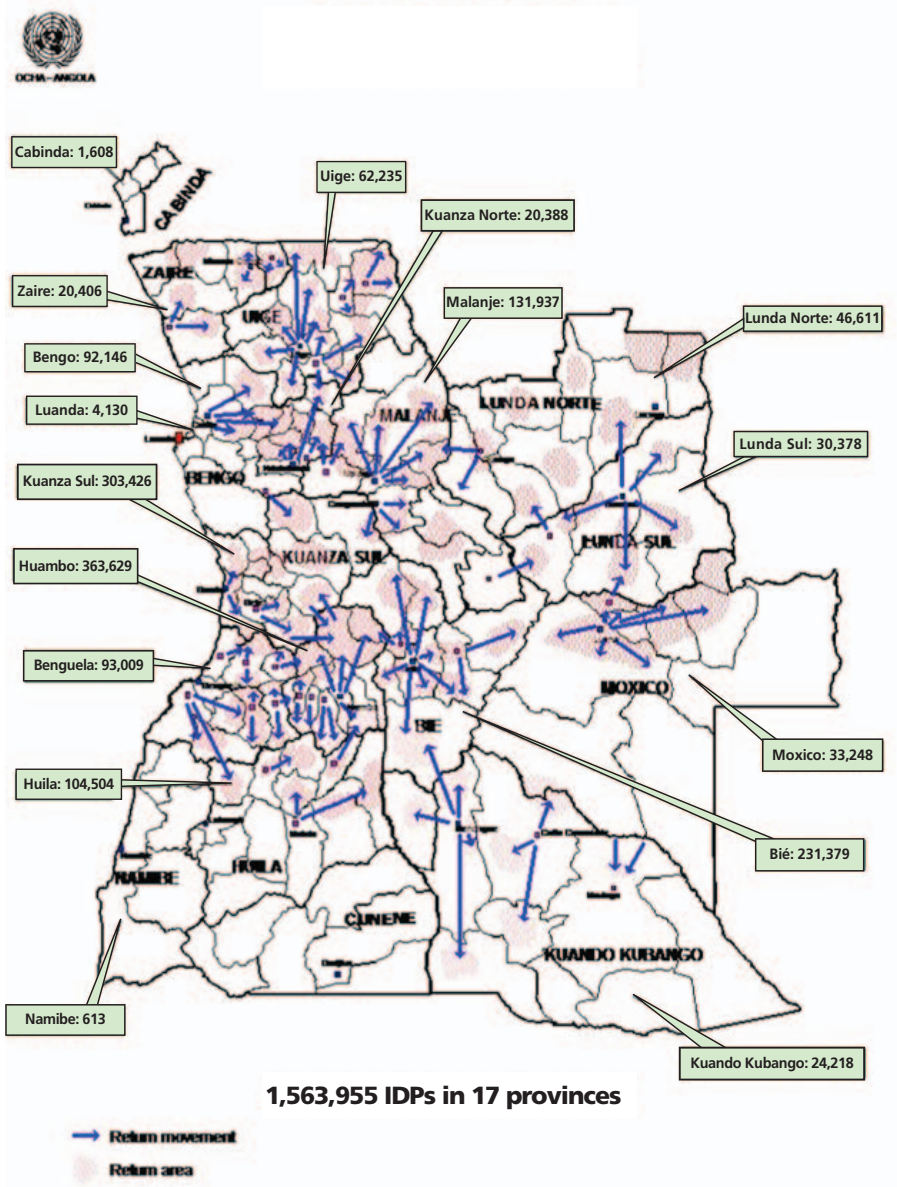 OCHA-ANGOLA
Cabinda: 1,608
CABINDA
Uige: 62,235
Kuanza Norte: 20,388
ZAIRE
Zaire: 20,406
UIGE
Malanje: 131,937
Lunda Norte: 46,611
Bengo: 92,146
Luanda: 4,130
MALANJE
LUNDA NORTE
Lunda Sul: 30,378
BENGO
Kuanza Sul: 303,426
KUANZA SUL
LUNDA SUL
Huambo: 363,629
Benguela: 93,009
MOXICO
BIE
Moxico: 33,248
Huila: 104,504
Bié: 231,379
HUILA
NAMIBE
CUNENE
KUANDO KUBANGO
Namibe: 613
Kuando Kubango: 24,218
1,563,955 IDPs in 17 provinces
Return movement
Return area